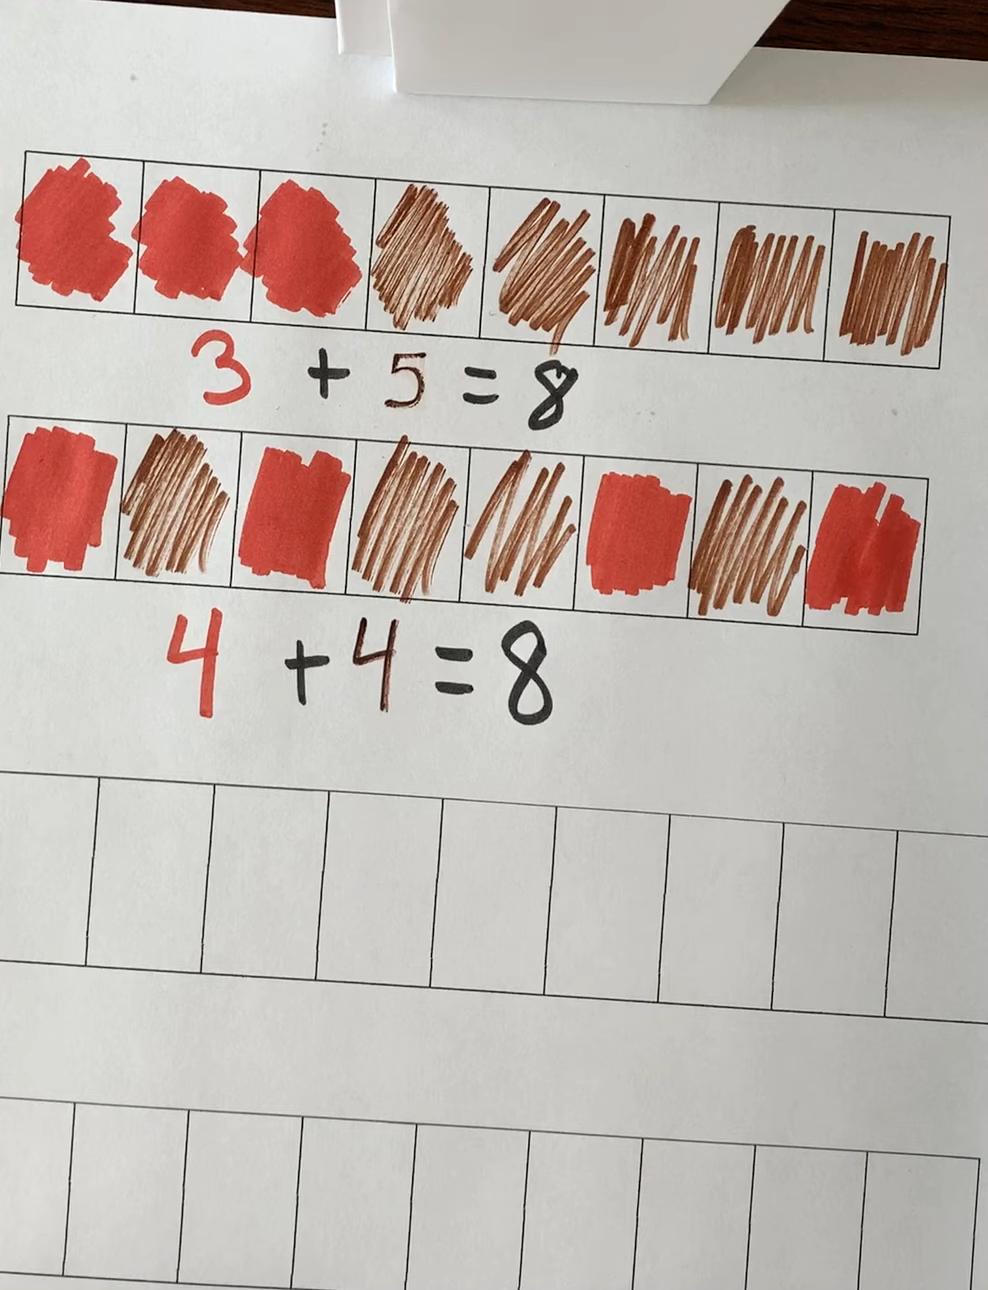 3 + 5 = 8
4 + 4 = 8